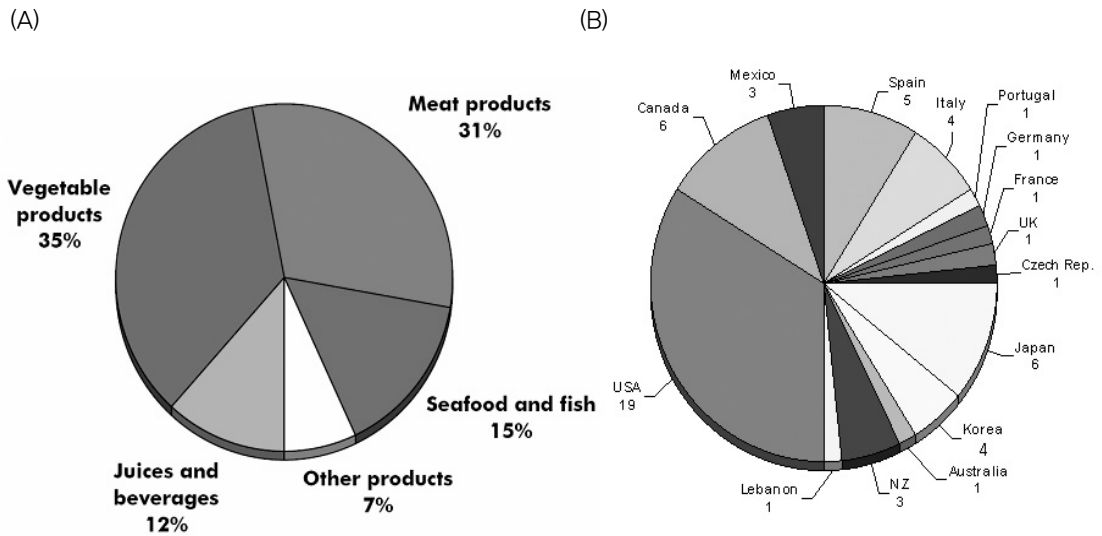 (A)
Meat products
31%
Vegetable
products
35%
Seafood and fish
15%
Juices and
beverages
12%
Other products
7%
(B)
Mexico
3
Spain
5
Italy
4
Portugal
1
Germany
1
France
1
UK
1
Czech Rep.
1
Canada
6
Japan
6
USA
19
Korea
4
Australia
1
NZ
3
Lebanon
1